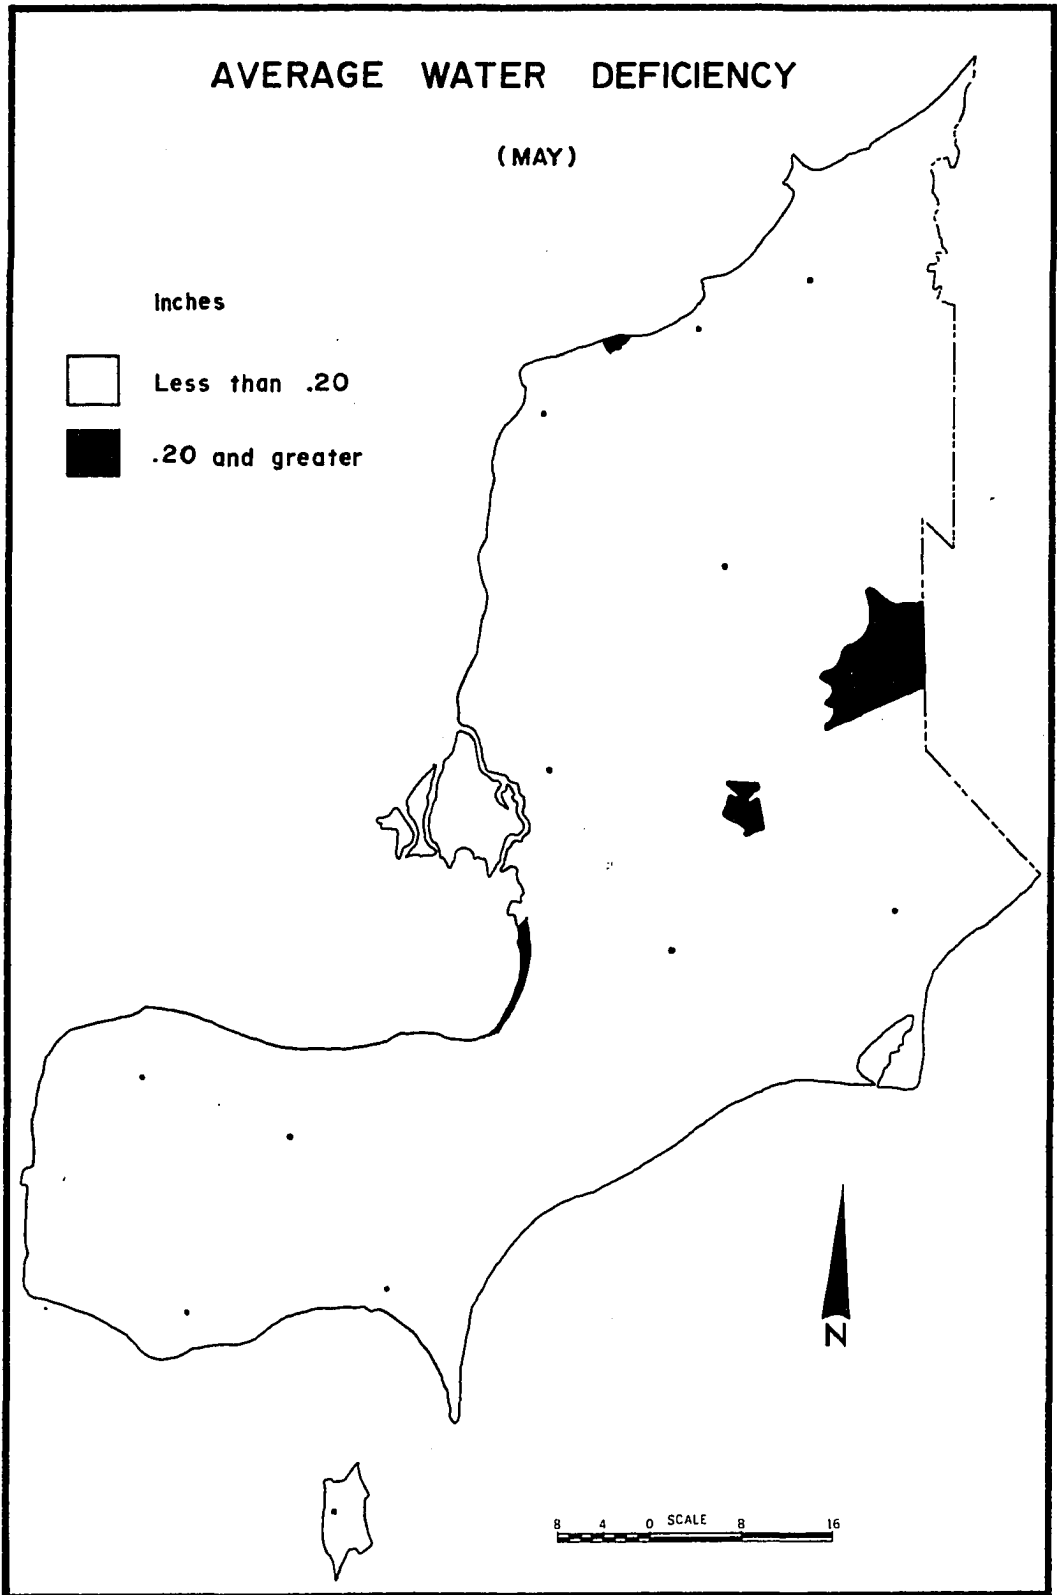 AVERAGE WATER DEFICIENCY
(MAY)
Inches
Less than .20
.20 and greater
N
8 4 0 SCALE 8 16